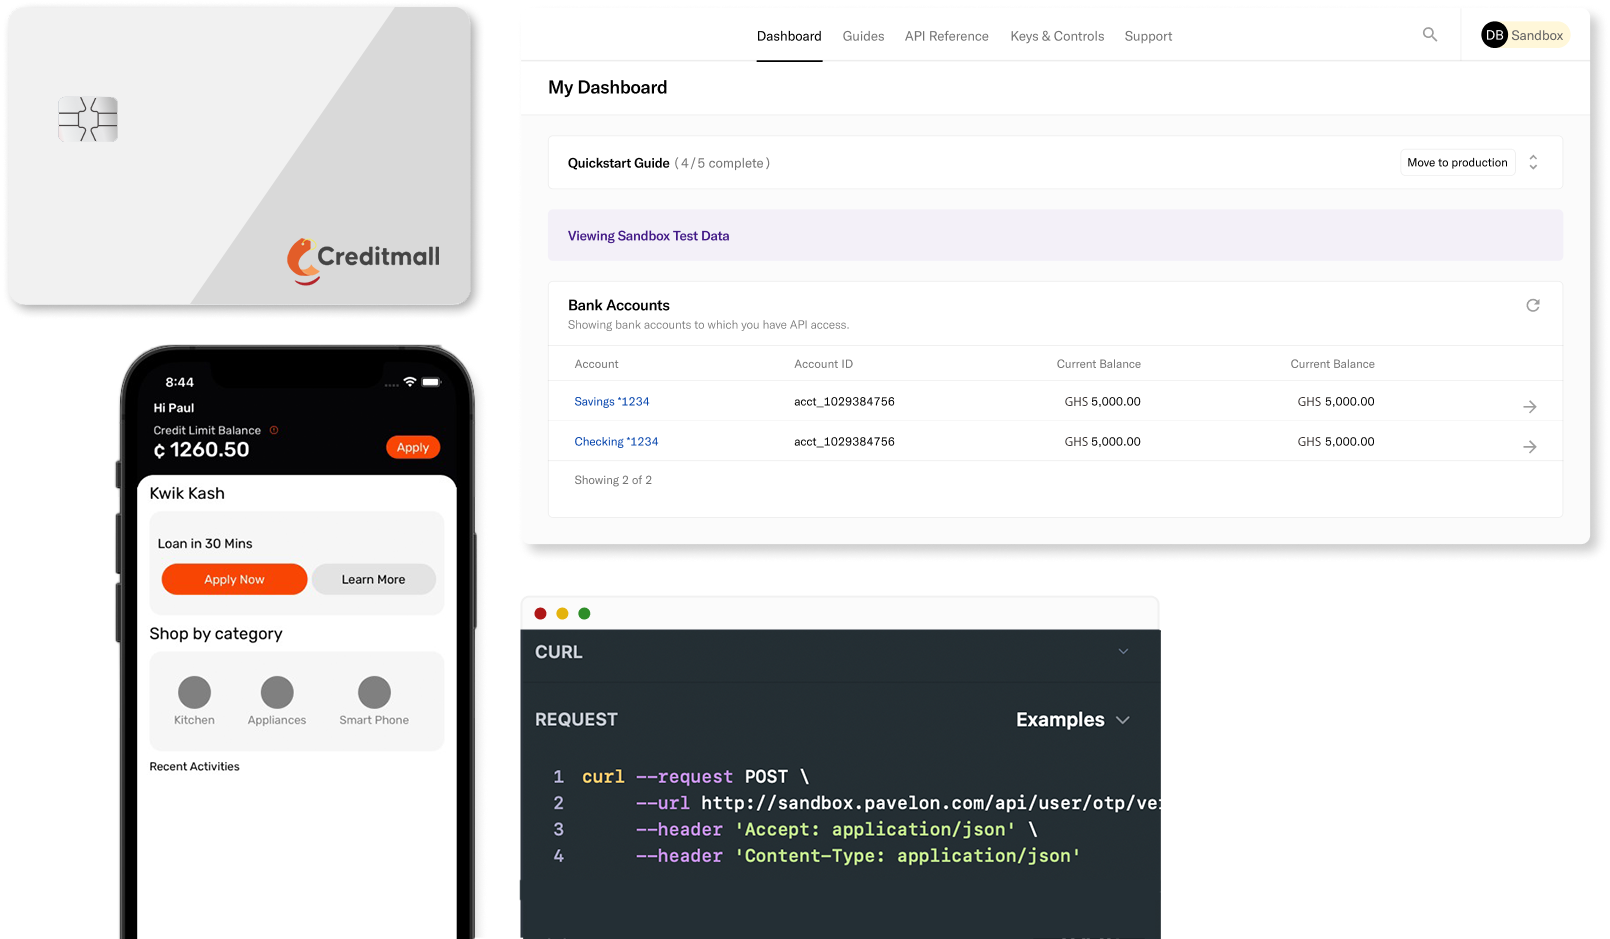 Creditmall
Dashboard Guides API Reference Keys & Controls Support
DB Sandbox
My Dashboard
Quickstart Guide (4/5 complete)
Move to production
Viewing Sandbox Test Data
Bank Accounts
Showing bank accounts to which you have API access.
Account Account ID Current Balance Current Balance
Savings *1234 acct_1029384756 GHS 5,000.00 GHS 5,000.00
Checking *1234 acct_1029384756 GHS 5,000.00 GHS 5,000.00
Showing 2 of 2
8:44
Hi Paul
Credit Limit Balance
₵ 1260.50
Apply
Kwik Kash
Loan in 30 Mins
Apply Now Learn More
Shop by category
Kitchen Appliances Smart Phone
Recent Activities
CURL
REQUEST Examples
1 curl --request POST \
2 --url http://sandbox.pavelon.com/api/user/otp/ve
3 --header 'Accept: application/json' \
4 --header 'Content-Type: application/json'